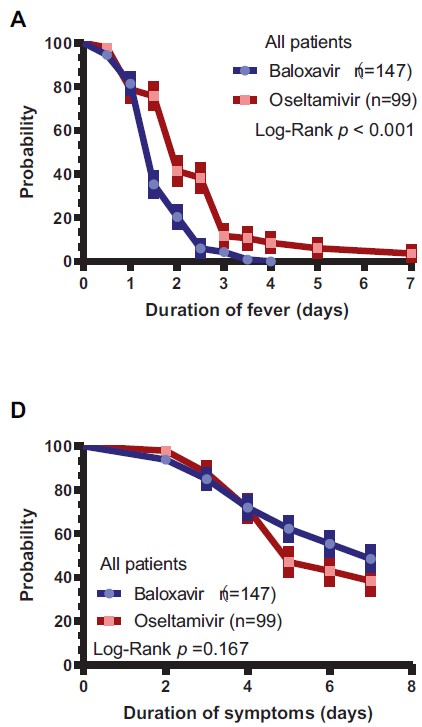 A
All patients
Baloxavir (n=147)
Oseltamivir (n=99)
Log-Rank p < 0.001
Probability
100
80
60
40
20
0
0 1 2 3 4 5 6 7
Duration of fever (days)
D
Probability
100
80
60
40
20
0
All patients
Baloxavir (n=147)
Oseltamivir (n=99)
Log-Rank p =0.167
0 2 4 6 8
Duration of symptoms (days)